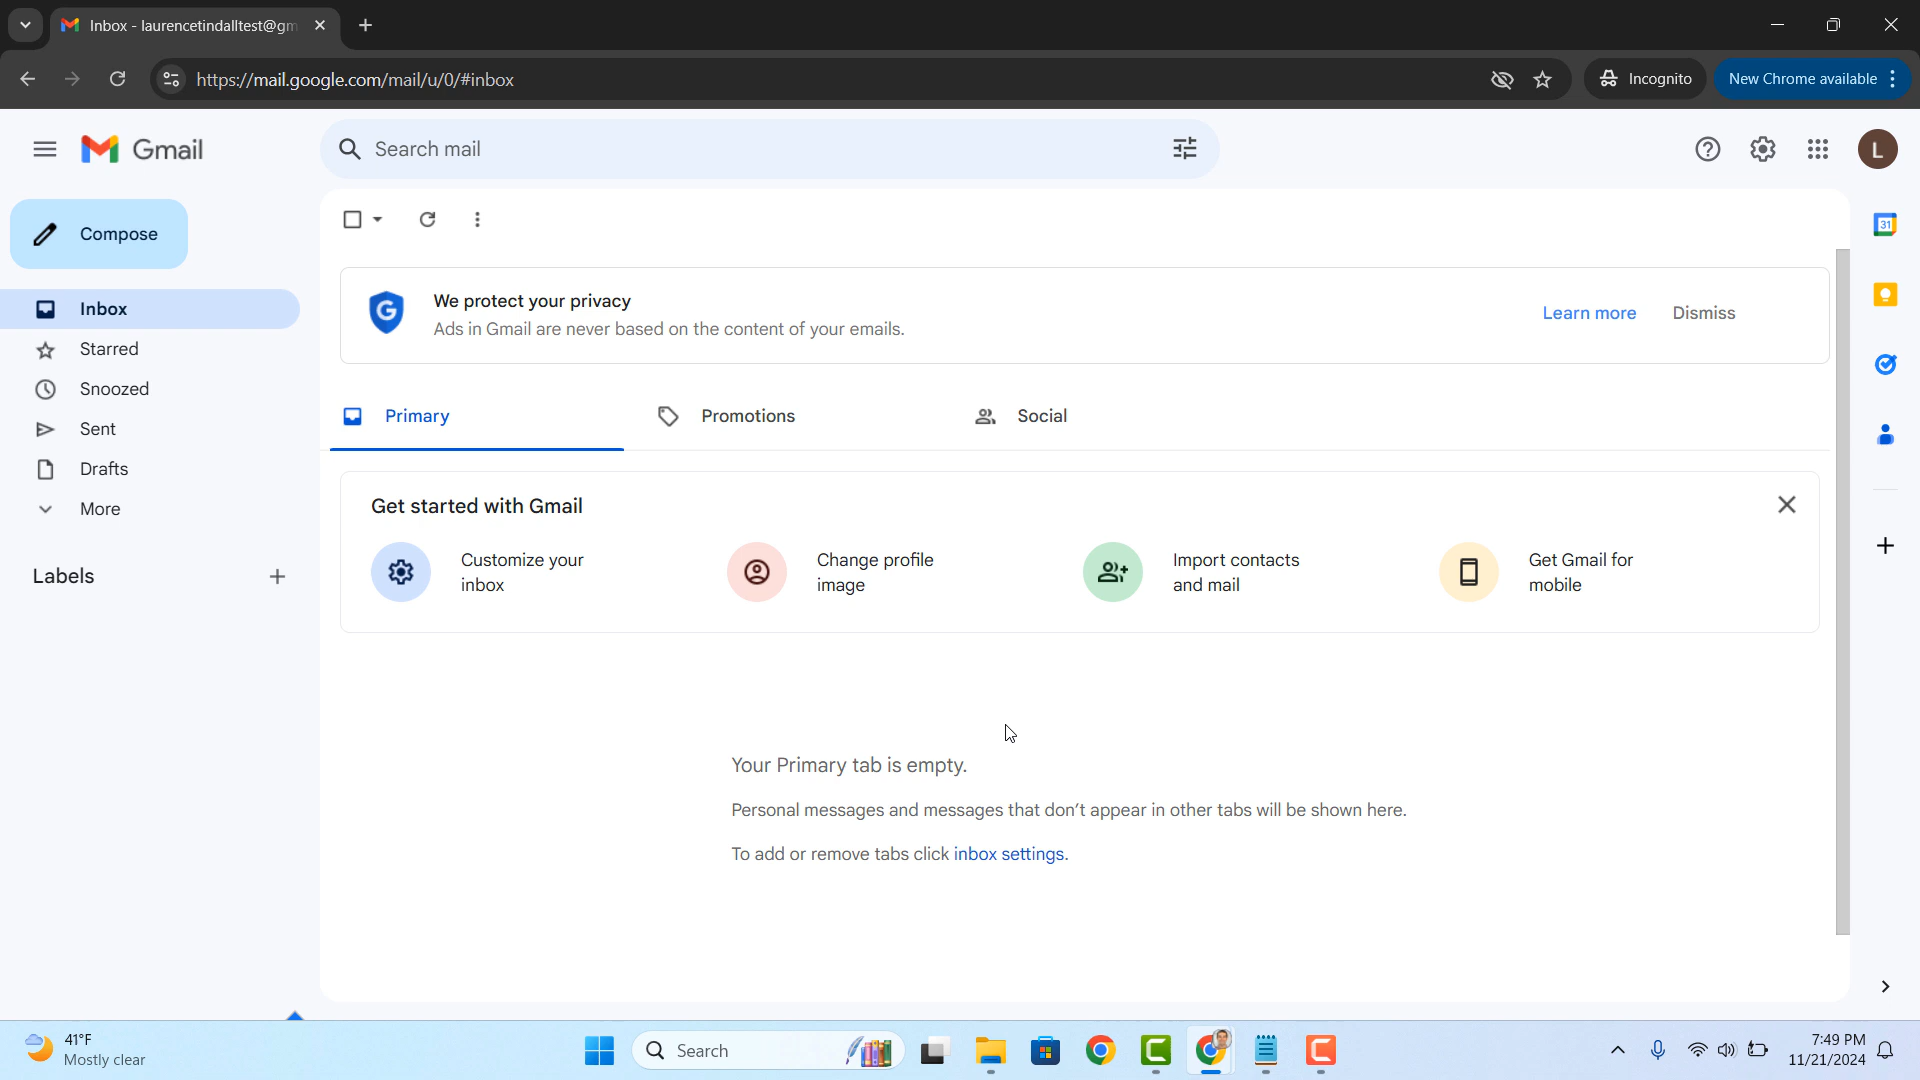 Inbox - laurencetindalltest@gm
https://mail.google.com/mail/u/0/#inbox
Incognito
New Chrome available
Gmail
Search mail
L
Compose
Inbox
Starred
Snoozed
Sent
Drafts
More
Labels
We protect your privacy
Ads in Gmail are never based on the content of your emails.
Learn more
Dismiss
31
Primary
Promotions
Social
Get started with Gmail
Customize your
inbox
Change profile
image
Import contacts
and mail
Get Gmail for
mobile
Your Primary tab is empty.
Personal messages and messages that don't appear in other tabs will be shown here.
To add or remove tabs click inbox settings.
41°F
Mostly clear
Search
7:49 PM
11/21/2024